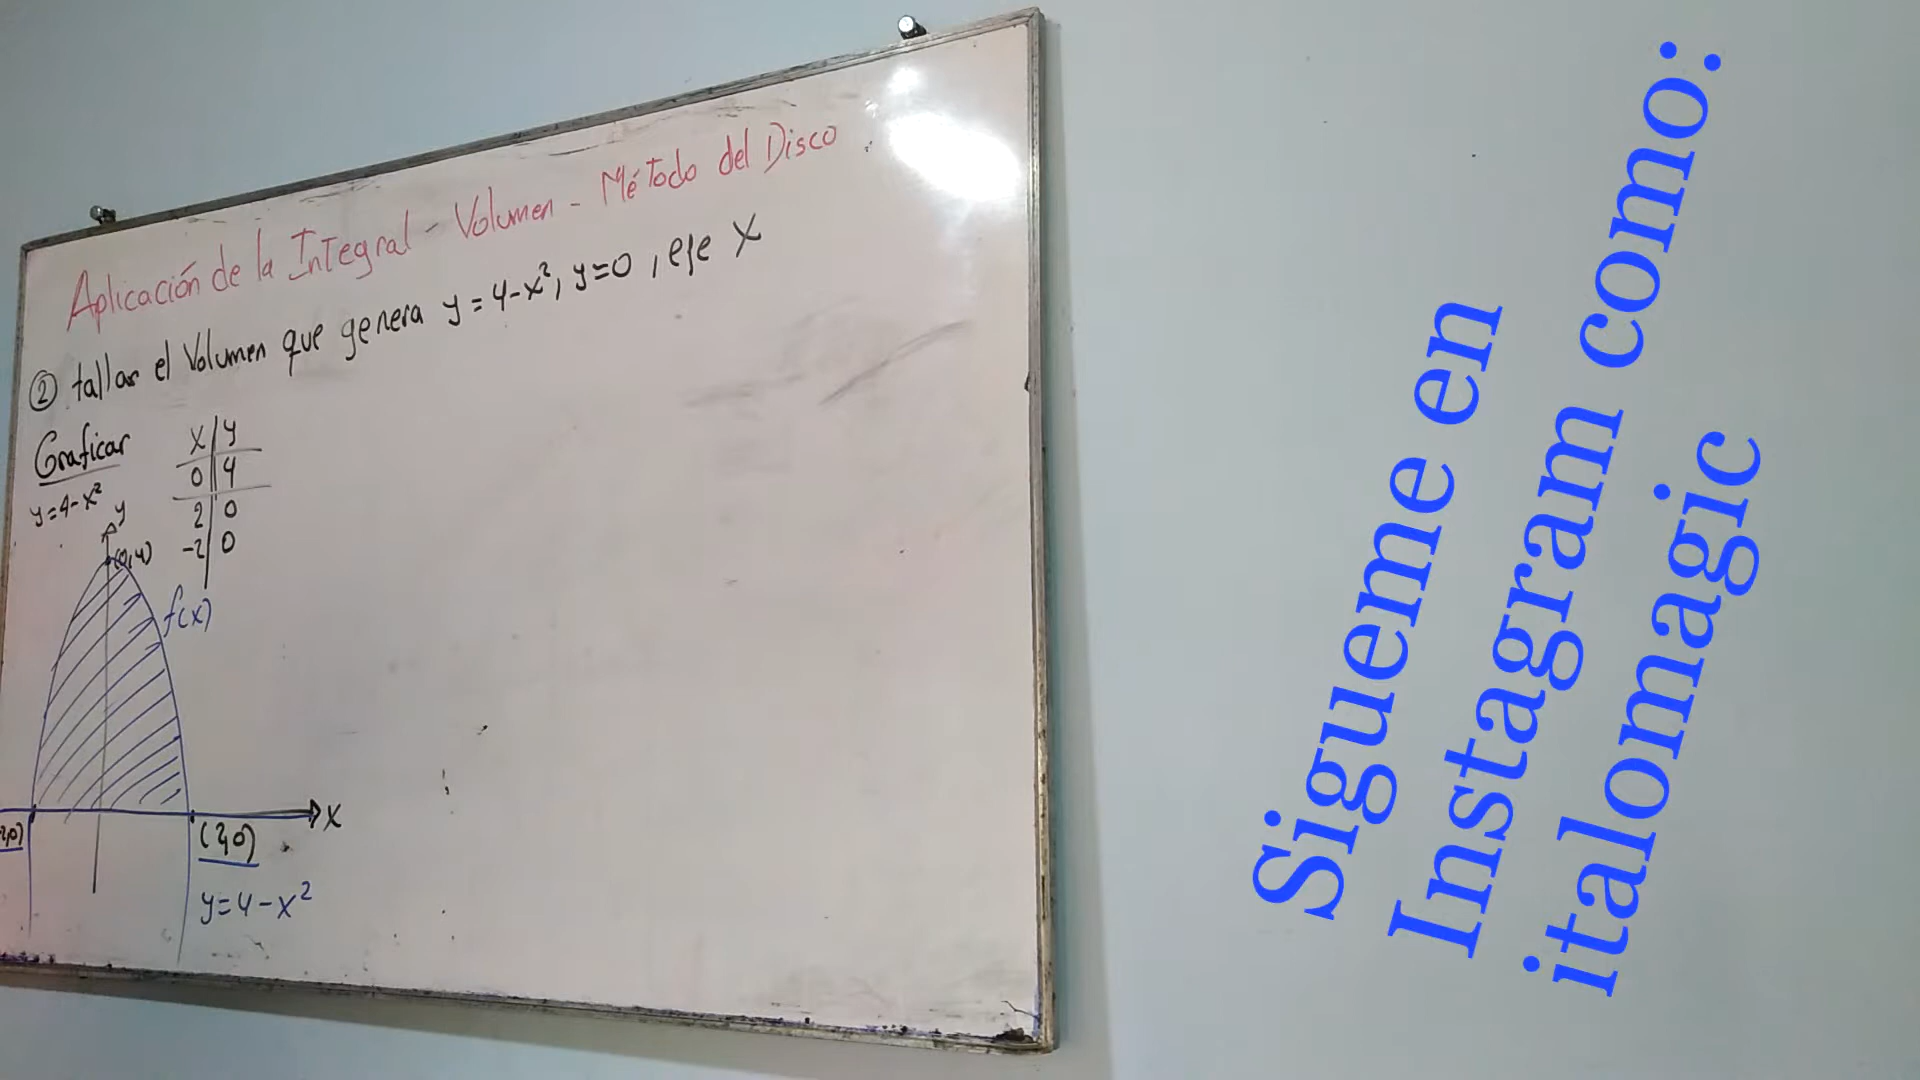 Aplicación de la Integral - Volumen - Método del Disco
② Hallar el Volumen que genera y = 4-x², y=0, eje X
Graficar
y=4-x²
x y
0 4
2 0
-2 0
y
(0,4)
f(x)
x
2,0)
(2,0)
y=4-x²
Sigueme en
Instagram como:
italomagic